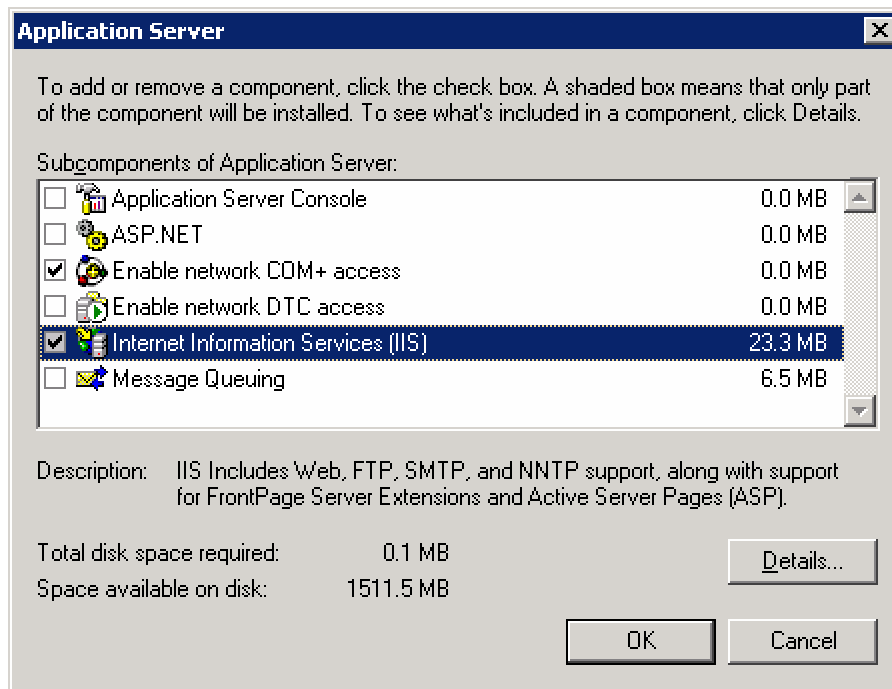 Application Server
To add or remove a component, click the check box. A shaded box means that only part
of the component will be installed. To see what's included in a component, click Details.
Subcomponents of Application Server:
Application Server Console 0.0 MB
ASP.NET 0.0 MB
Enable network COM+ access 0.0 MB
Enable network DTC access 0.0 MB
Internet Information Services (IIS) 23.3 MB
Message Queuing 6.5 MB
Description: IIS Includes Web, FTP, SMTP, and NNTP support, along with support
for FrontPage Server Extensions and Active Server Pages (ASP).
Total disk space required: 0.1 MB
Details...
Space available on disk: 1511.5 MB
OK Cancel